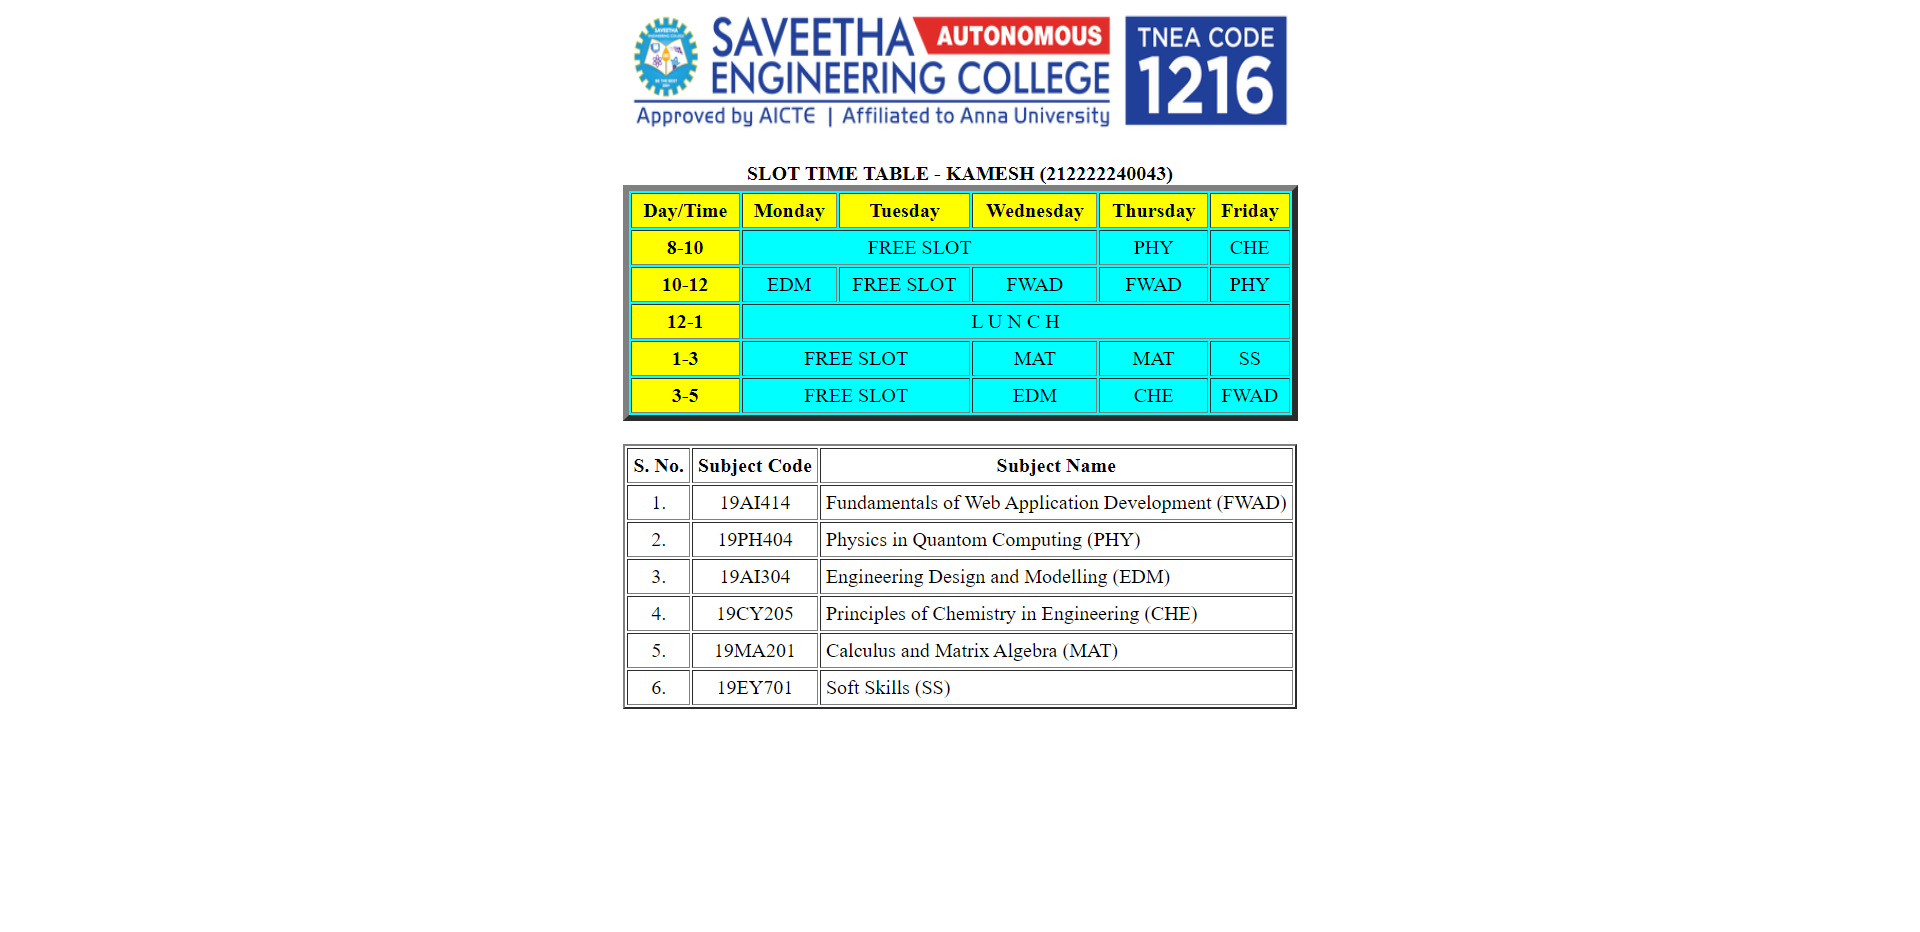 SAVEETHA AUTONOMOUS
ENGINEERING COLLEGE
Approved by AICTE | Affiliated to Anna University
TNEA CODE
1216
SLOT TIME TABLE - KAMESH (212222240043)
Day/Time Monday Tuesday Wednesday Thursday Friday
8-10 FREE SLOT PHY CHE
10-12 EDM FREE SLOT FWAD FWAD PHY
12-1 L U N C H
1-3 FREE SLOT MAT MAT SS
3-5 FREE SLOT EDM CHE FWAD
S. No. Subject Code Subject Name
1. 19AI414 Fundamentals of Web Application Development (FWAD)
2. 19PH404 Physics in Quantom Computing (PHY)
3. 19AI304 Engineering Design and Modelling (EDM)
4. 19CY205 Principles of Chemistry in Engineering (CHE)
5. 19MA201 Calculus and Matrix Algebra (MAT)
6. 19EY701 Soft Skills (SS)